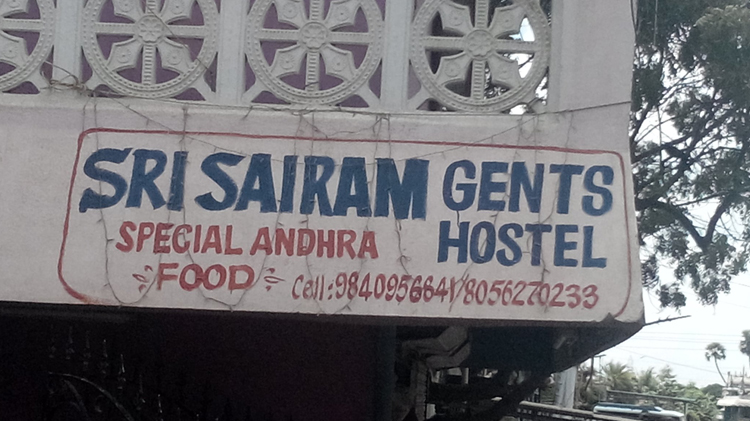 SRI SAIRAM GENTS
SPECIAL ANDHRA HOSTEL
FOOD Cell:9840956641/8056270233